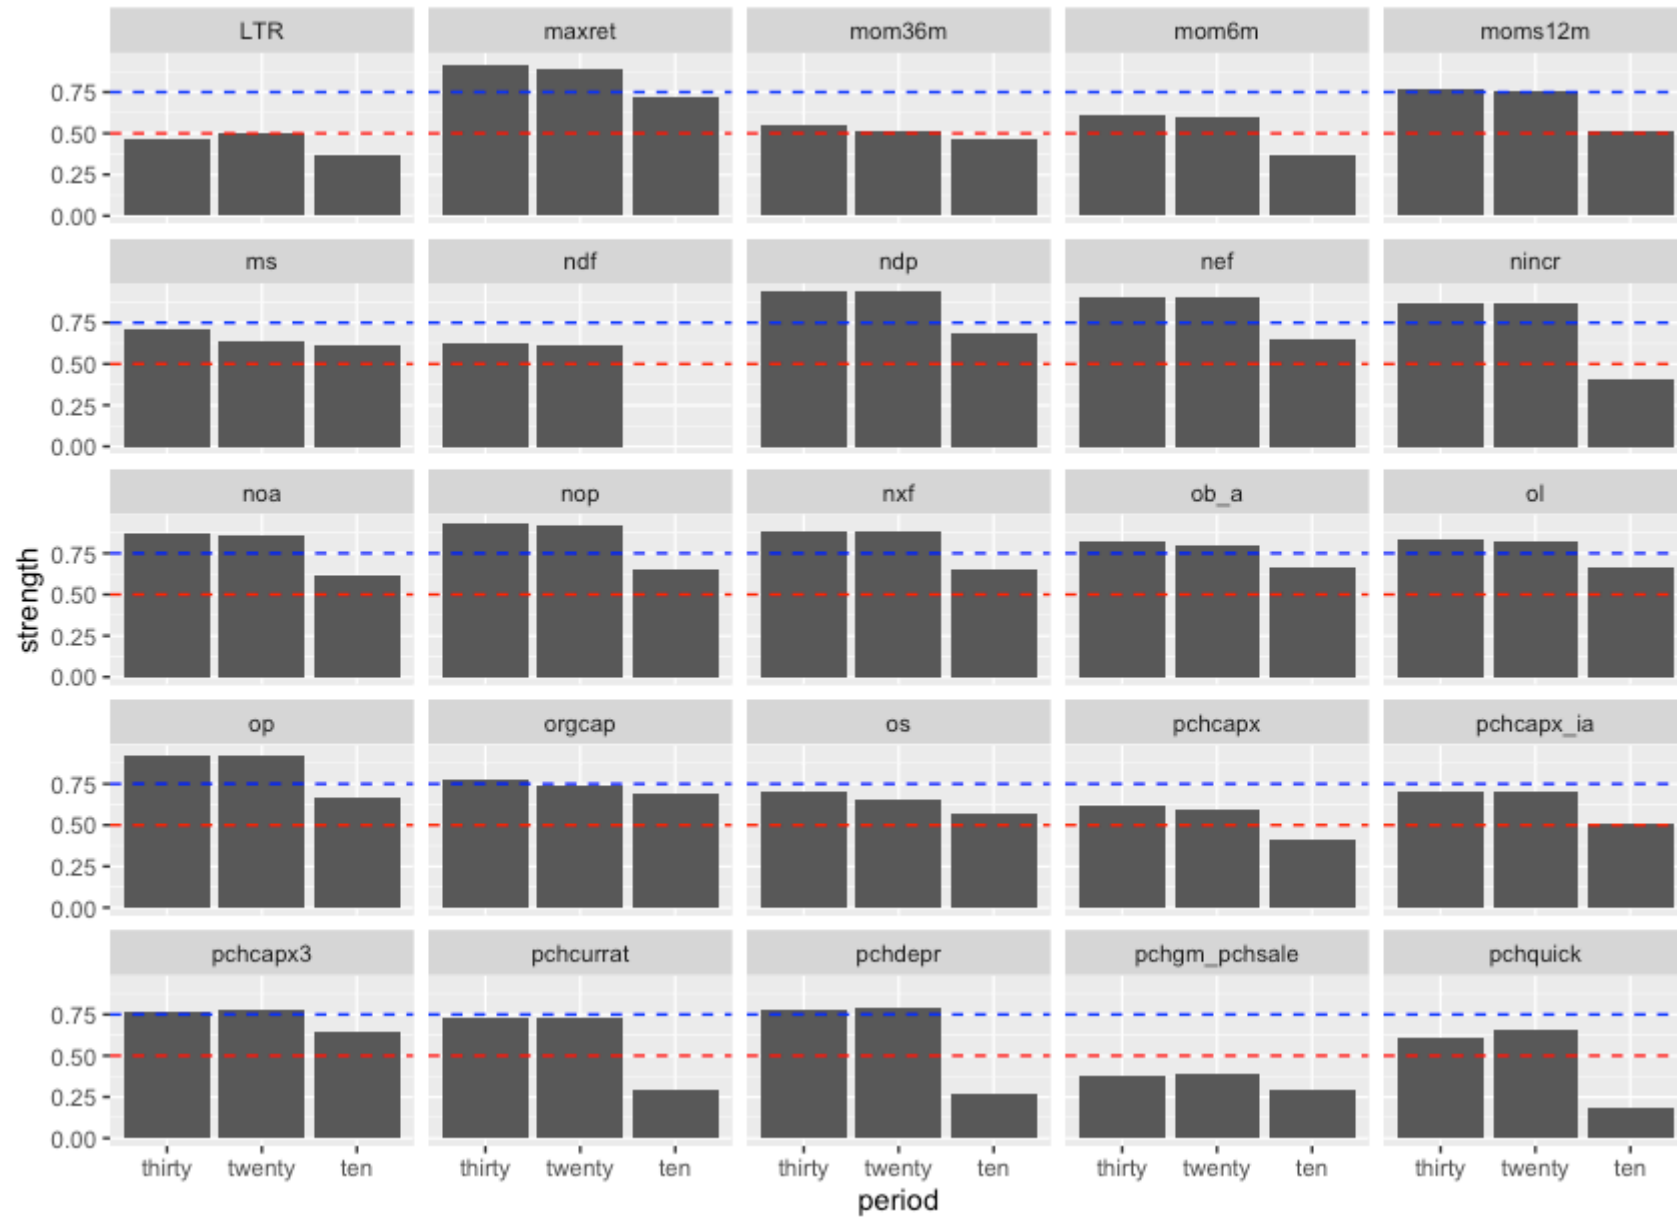 LTR maxret mom36m mom6m moms12m
0.75
0.50
0.25
0.00
ms ndf ndp nef nincr
0.75
0.50
0.25
0.00
noa nop nxf ob_a ol
0.75
0.50
0.25
0.00
strength
op orgcap os pchcapx pchcapx_ia
0.75
0.50
0.25
0.00
pchcapx3 pchcurrat pchdepr pchgm_pchsale pchquick
0.75
0.50
0.25
0.00
thirty twenty ten thirty twenty ten thirty twenty ten thirty twenty ten thirty twenty ten
period